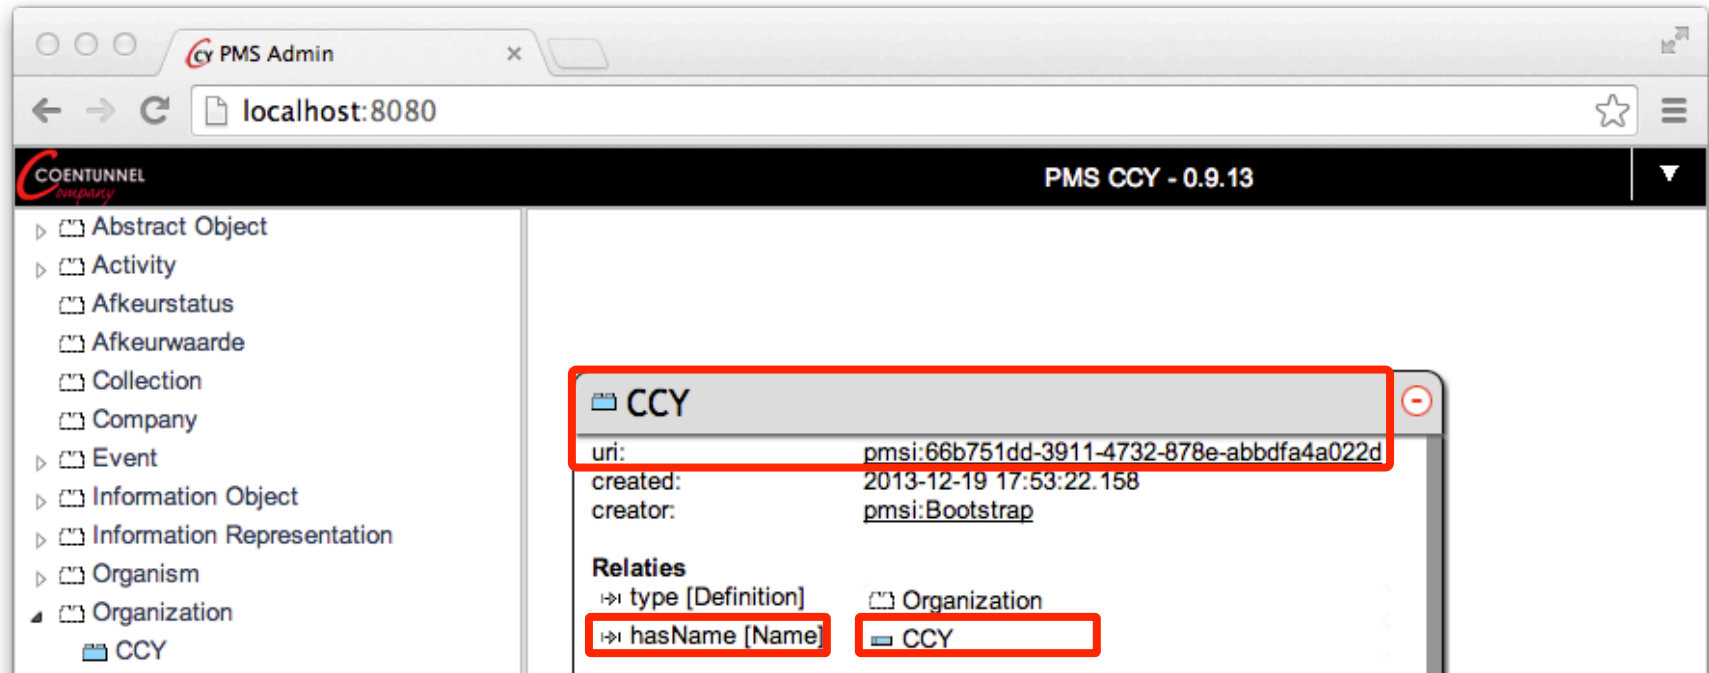 CY PMS Admin
localhost:8080
COENTUNNEL
Company
PMS CCY - 0.9.13
Abstract Object
Activity
Afkeurstatus
Afkeurwaarde
Collection
Company
Event
Information Object
Information Representation
Organism
Organization
CCY
CCY
uri: pmsi:66b751dd-3911-4732-878e-abbdfa4a022d
created: 2013-12-19 17:53:22.158
creator: pmsi:Bootstrap
Relaties
type [Definition] Organization
hasName [Name] CCY